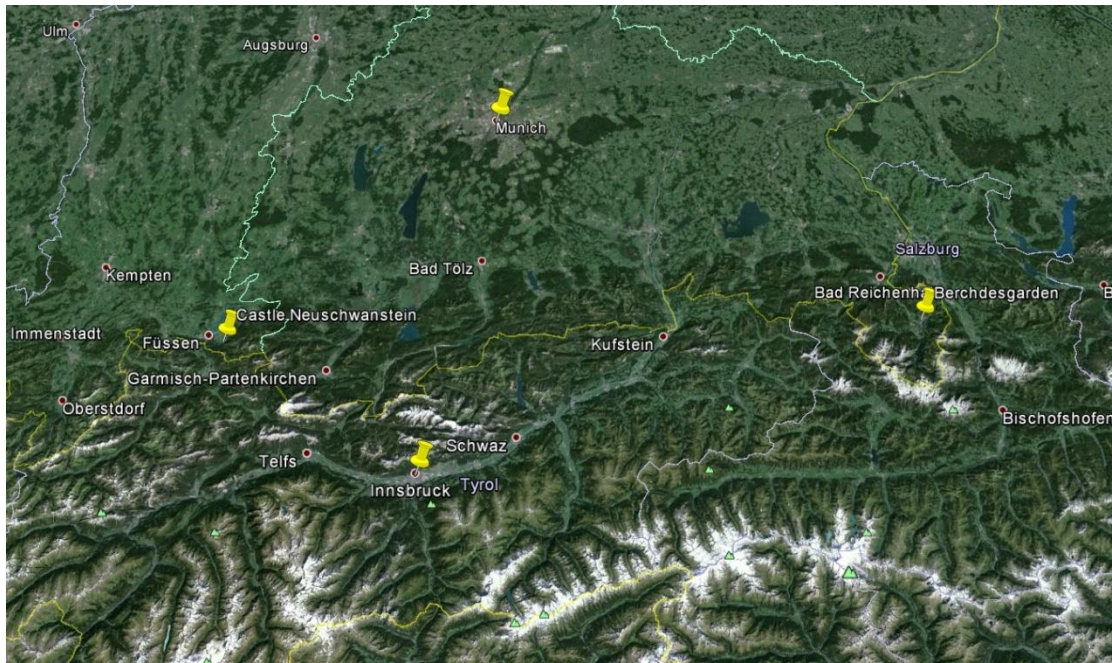 Ulm
Augsburg
Munich
Salzburg
Kempten
Bad Tölz
Bad Reichenha
Berchdesgarden
B
Castle Neuschwanstein
Immenstadt
Füssen
Kufstein
Garmisch-Partenkirchen
Oberstdorf
Bischofshofen
Schwaz
Telfs
Innsbruck
Tyrol